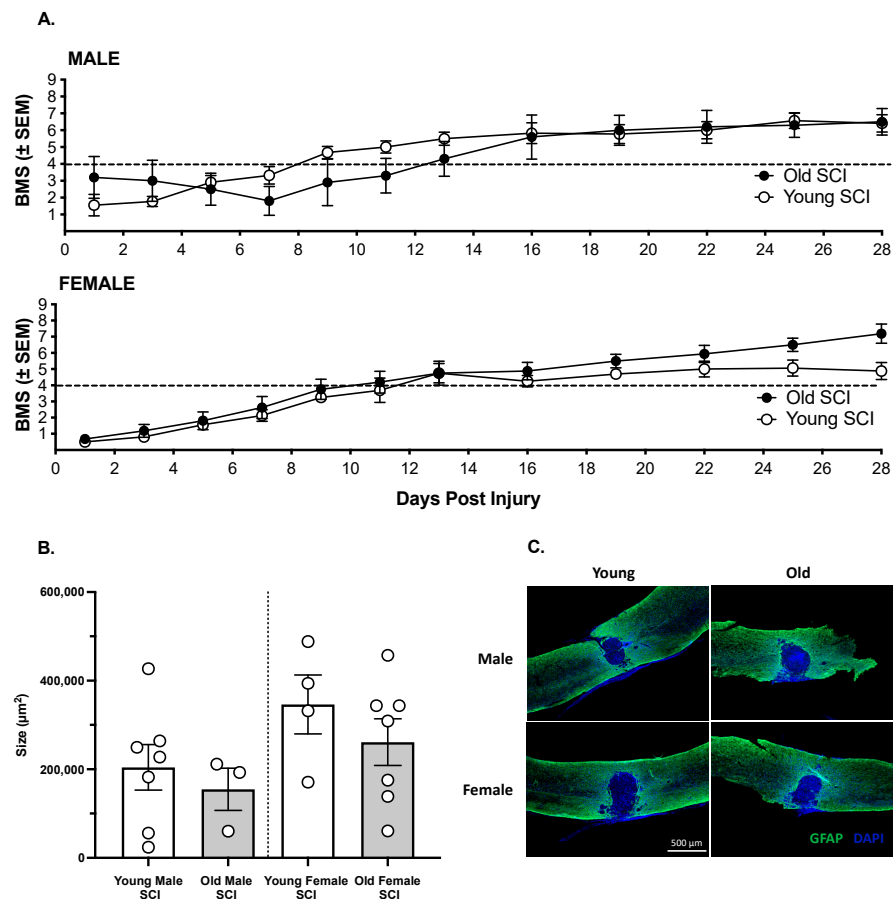 A.
MALE
BMS (± SEM)
9
8
7
6
5
4
3
2
1
Old SCI
Young SCI
0 2 4 6 8 10 12 14 16 18 20 22 24 26 28
FEMALE
BMS (± SEM)
9
8
7
6
5
4
3
2
1
Old SCI
Young SCI
0 2 4 6 8 10 12 14 16 18 20 22 24 26 28
Days Post Injury
B.
Size (µm²)
600,000
400,000
200,000
0
Young Male SCI
Old Male SCI
Young Female SCI
Old Female SCI
C.
Young Old
Male
Female
500 µm
GFAP DAPI